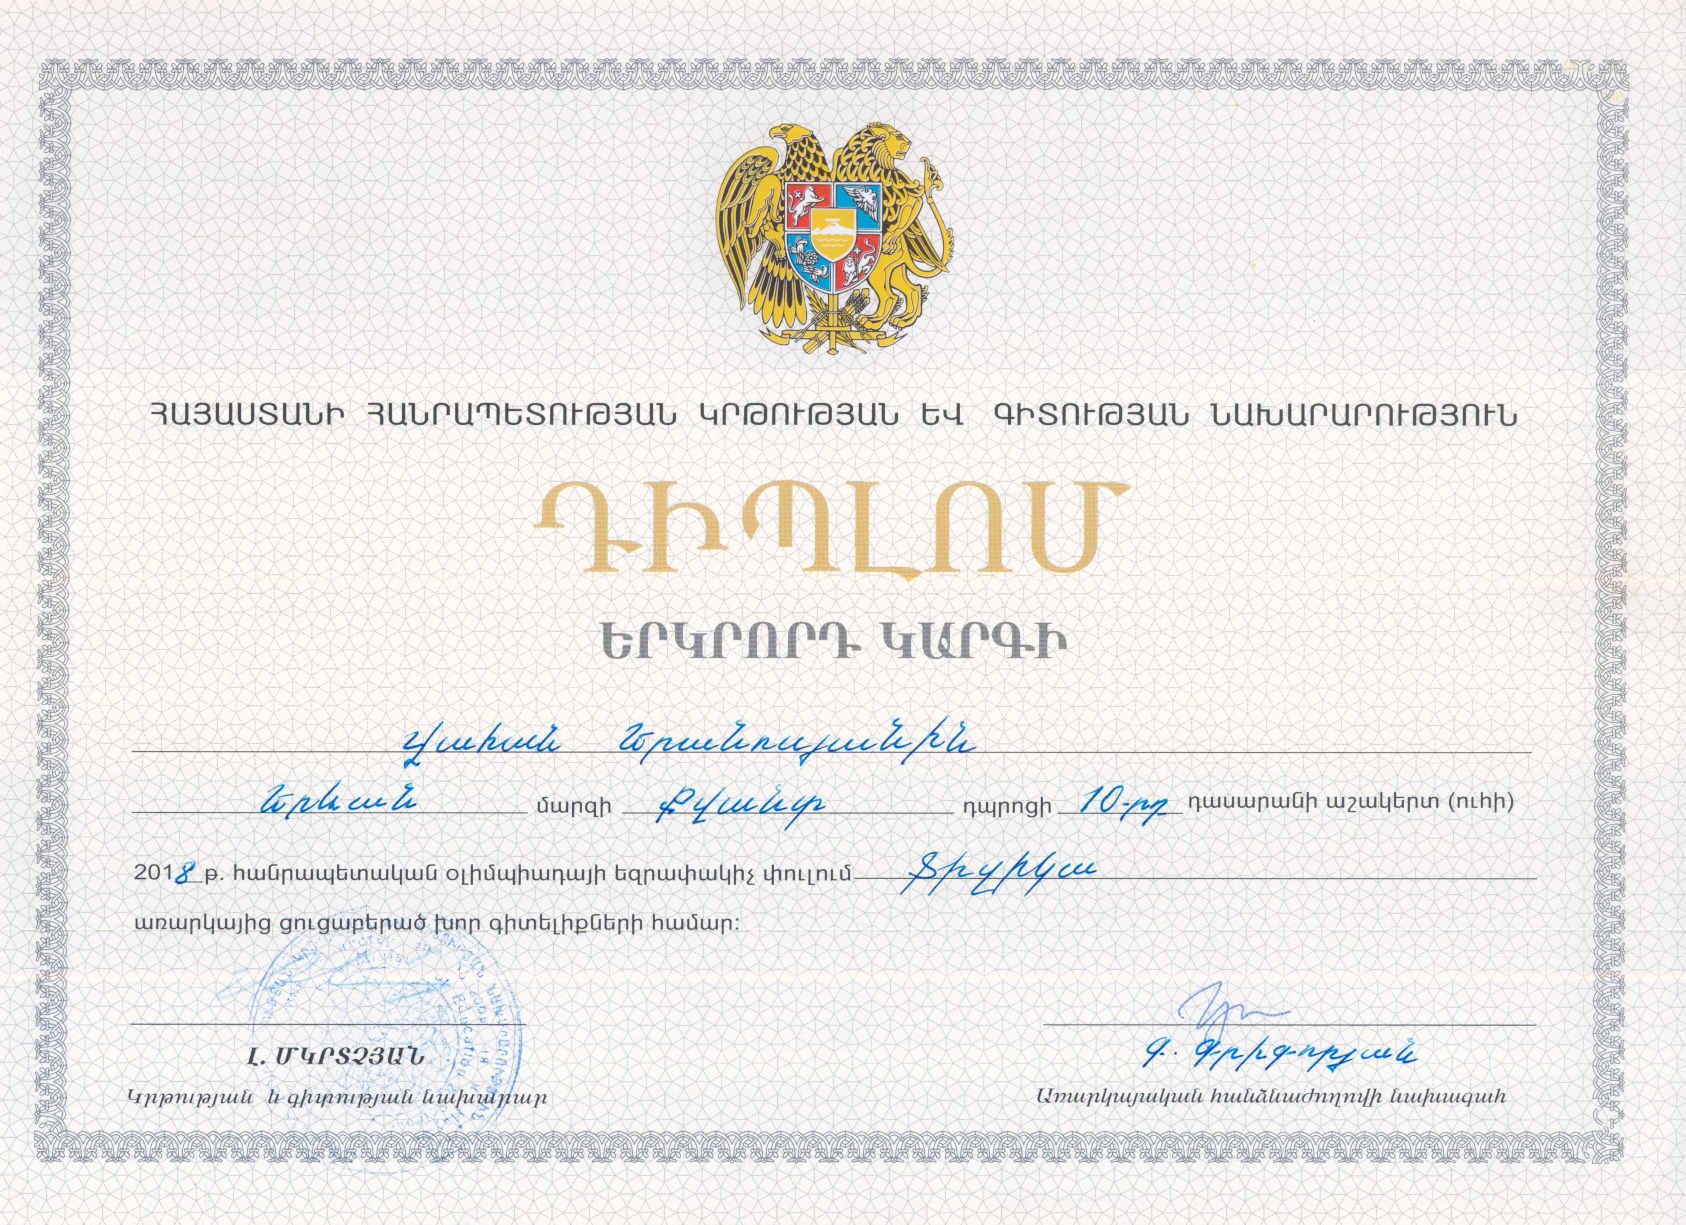 ՀԱՅԱՍՏԱՆԻ ՀԱՆՐԱՊԵՏՈՒԹՅԱՆ ԿՐԹՈՒԹՅԱՆ ԵՎ ԳԻՏՈՒԹՅԱՆ ՆԱԽԱՐԱՐՈՒԹՅՈՒՆ
ԴԻՊԼՈՄ
ԵՐԿՐՈՐԴ ԿԱՐԳԻ
Վահան Երանոսյանին
Երևան մարզի Քվանտ դպրոցի 10-րդ դասարանի աշակերտ (ուհի)
2018 թ. հանրապետական օլիմպիադայի եզրափակիչ փուլում Ֆիզիկա
առարկայից ցուցաբերած խոր գիտելիքների համար:
Լ. ՄԿՐՏՉՅԱՆ
Գ. Գրիգորյան
Կրթության և գիտության նախարար
Առարկայական հանձնաժողովի նախագահ